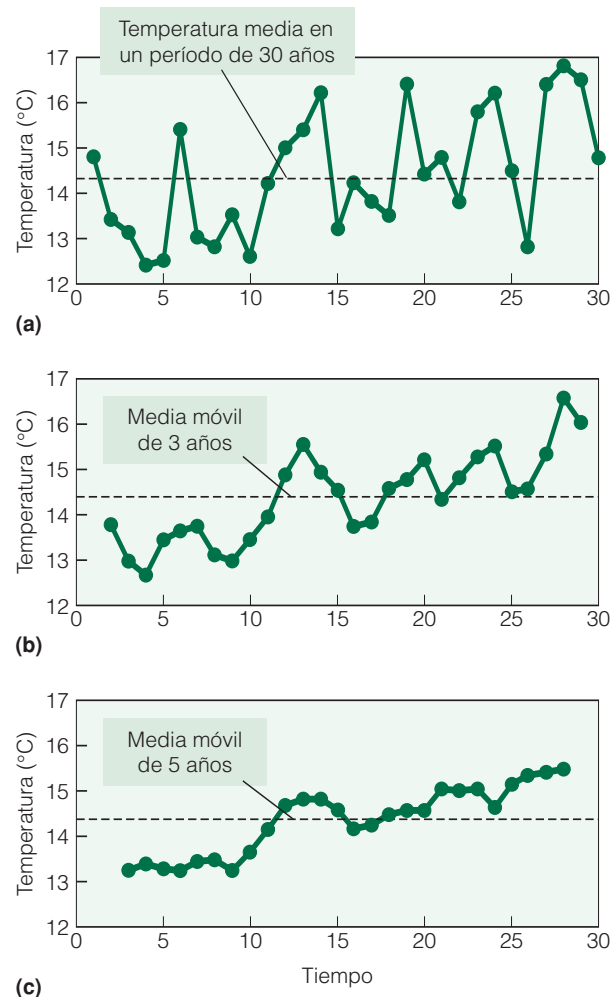 Temperatura media en
un período de 30 años
17
16
15
14
13
12
Temperatura (°C)
0 5 10 15 20 25 30
(a)
Media móvil
de 3 años
17
16
15
14
13
12
Temperatura (°C)
0 5 10 15 20 25 30
(b)
Media móvil
de 5 años
17
16
15
14
13
12
Temperatura (°C)
0 5 10 15 20 25 30
Tiempo
(c)